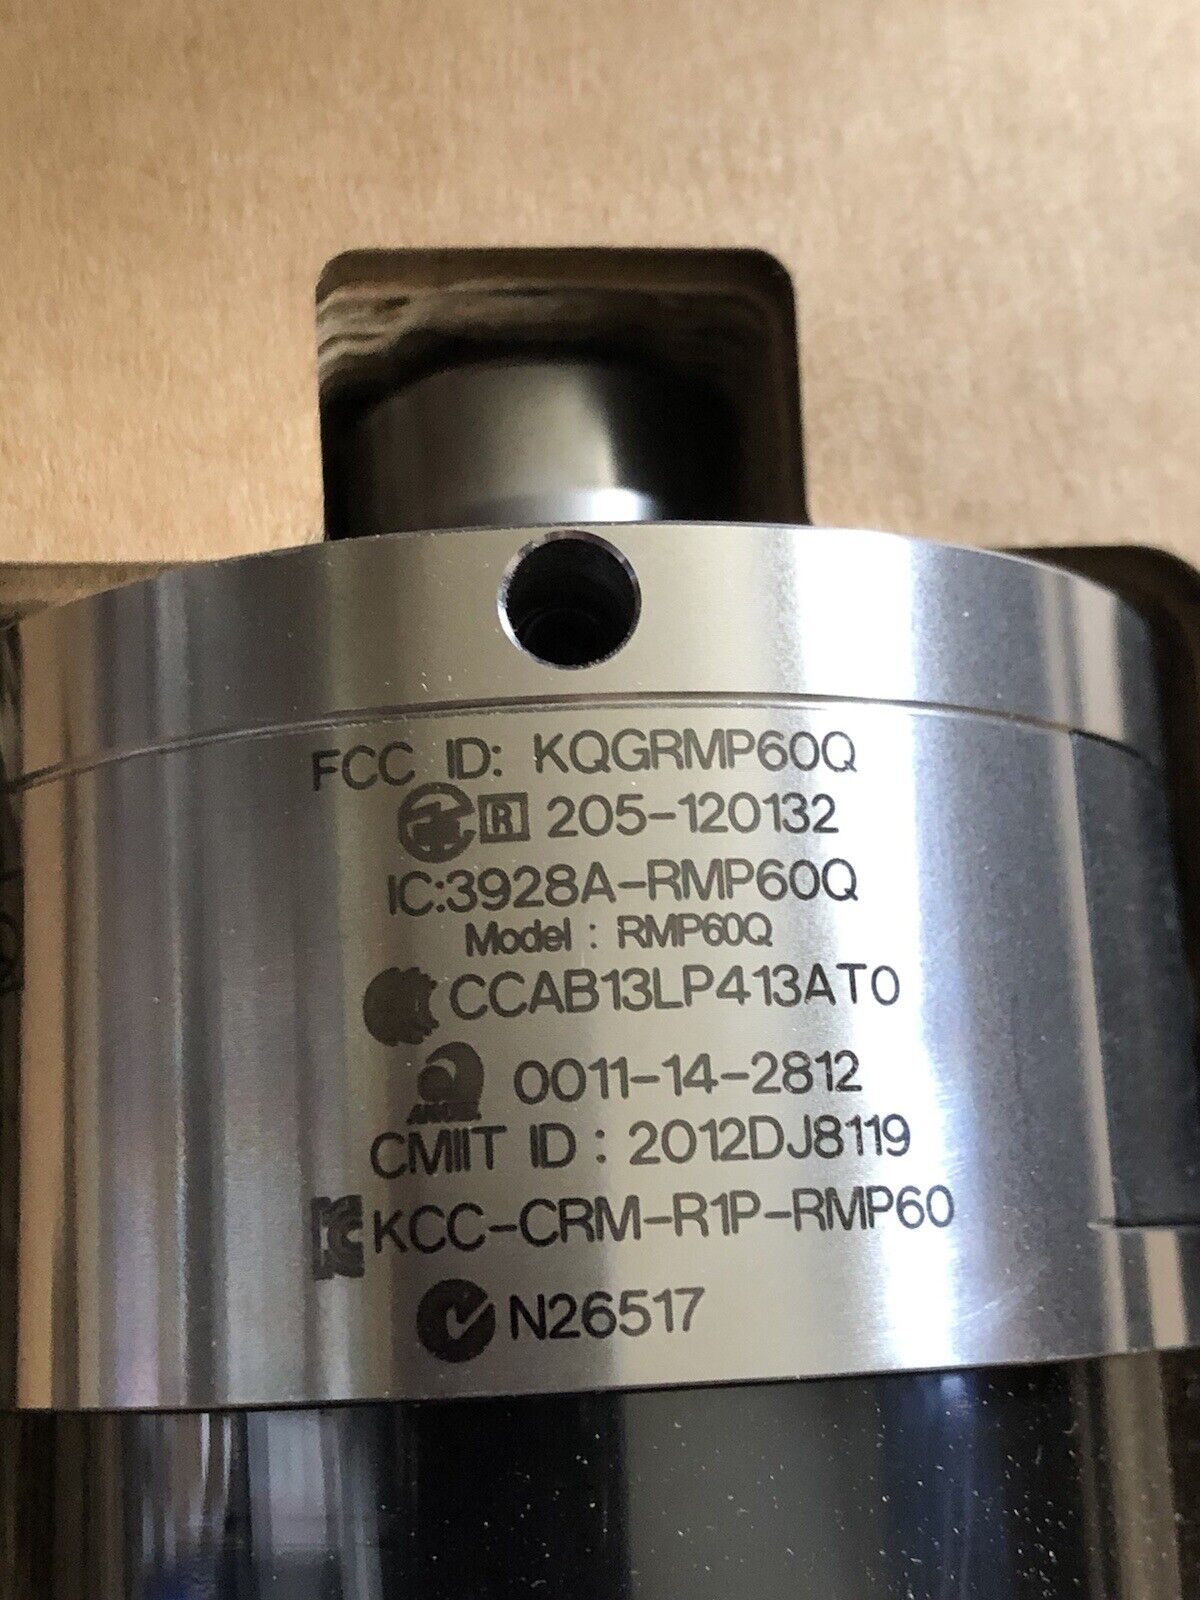 FCC ID: KQGRMP60Q
R 205-120132
IC:3928A-RMP60Q
Model : RMP60Q
CCAB13LP413AT0
0011-14-2812
CMIIT ID : 2012DJ8119
KCC-CRM-R1P-RMP60
N26517